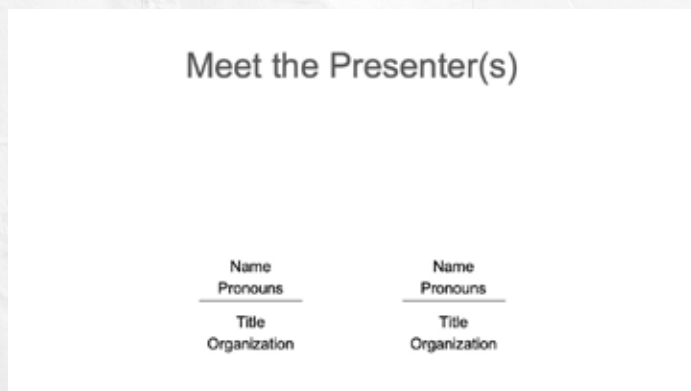 Meet the Presenter(s)
Name
Pronouns
Title
Organization
Name
Pronouns
Title
Organization